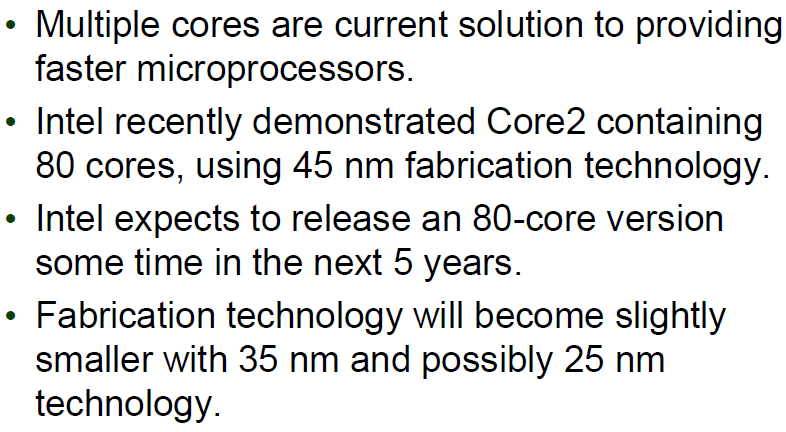 • Multiple cores are current solution to providing
faster microprocessors.
• Intel recently demonstrated Core2 containing
80 cores, using 45 nm fabrication technology.
• Intel expects to release an 80-core version
some time in the next 5 years.
• Fabrication technology will become slightly
smaller with 35 nm and possibly 25 nm
technology.